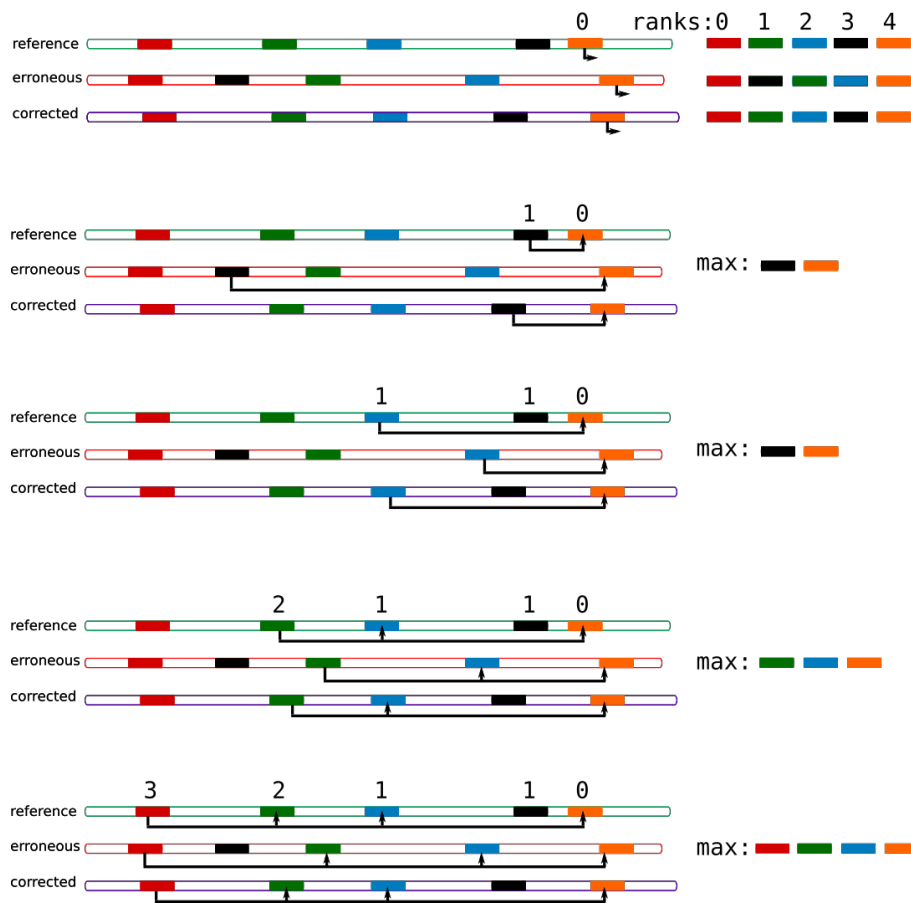 0 ranks:0 1 2 3 4
reference
erroneous
corrected
1 0
reference
erroneous
max:
corrected
1 1 0
reference
erroneous
max:
corrected
2 1 1 0
reference
erroneous
max:
corrected
3 2 1 1 0
reference
erroneous
max:
corrected